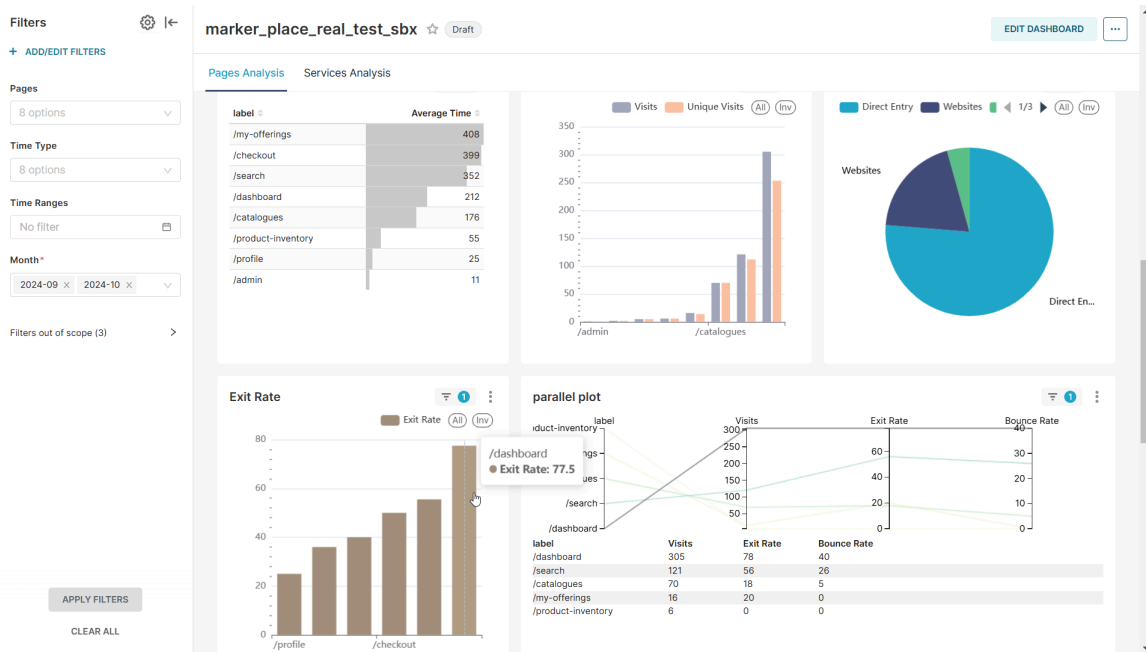 Filters
+ ADD/EDIT FILTERS
Pages
8 options
Time Type
8 options
Time Ranges
No filter
Month*
2024-09 × 2024-10 ×
Filters out of scope (3)
APPLY FILTERS
CLEAR ALL
marker_place_real_test_sbx Draft
EDIT DASHBOARD ...
Pages Analysis Services Analysis
label Average Time
/my-offerings 408
/checkout 399
/search 352
/dashboard 212
/catalogues 176
/product-inventory 55
/profile 25
/admin 11
Visits Unique Visits All Inv
350
300
250
200
150
100
50
0
/admin /catalogues
Direct Entry Websites 1/3 All Inv
Websites
Direct En...
Exit Rate 1
Exit Rate All Inv
80
60
40
20
0
/profile /checkout
/dashboard
Exit Rate: 77.5
parallel plot 1
label Visits Exit Rate Bounce Rate
oduct-inventory
ngs
ues
/search
/dashboard
300
250
200
150
100
50
60
40
20
0
40
30
20
10
0
label Visits Exit Rate Bounce Rate
/dashboard 305 78 40
/search 121 56 26
/catalogues 70 18 5
/my-offerings 16 20 0
/product-inventory 6 0 0